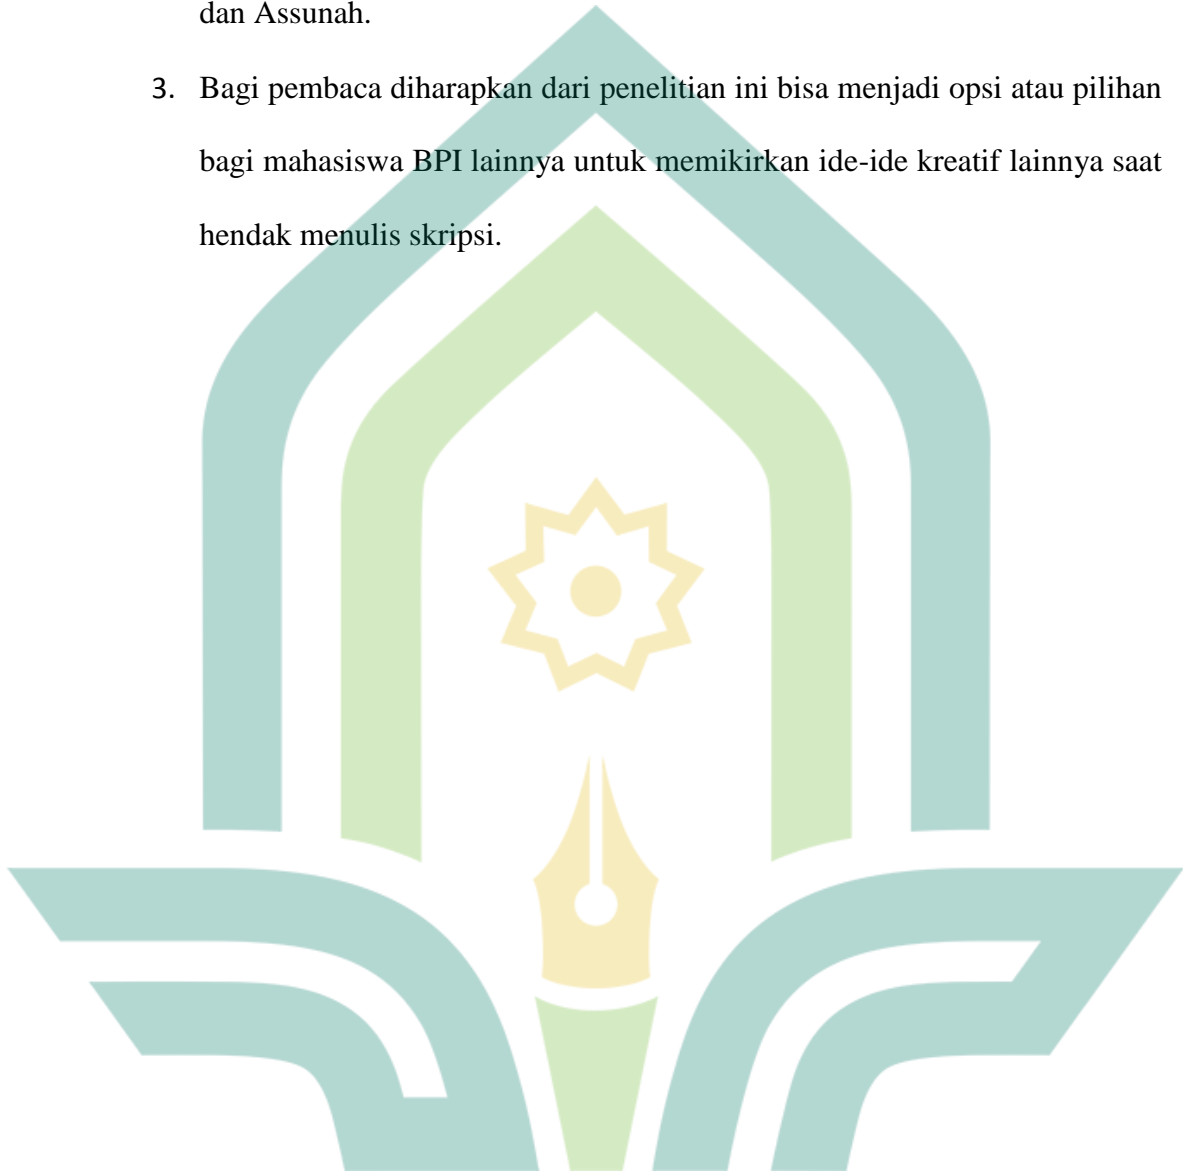 dan Assunah.
3. Bagi pembaca diharapkan dari penelitian ini bisa menjadi opsi atau pilihan
bagi mahasiswa BPI lainnya untuk memikirkan ide-ide kreatif lainnya saat
hendak menulis skripsi.